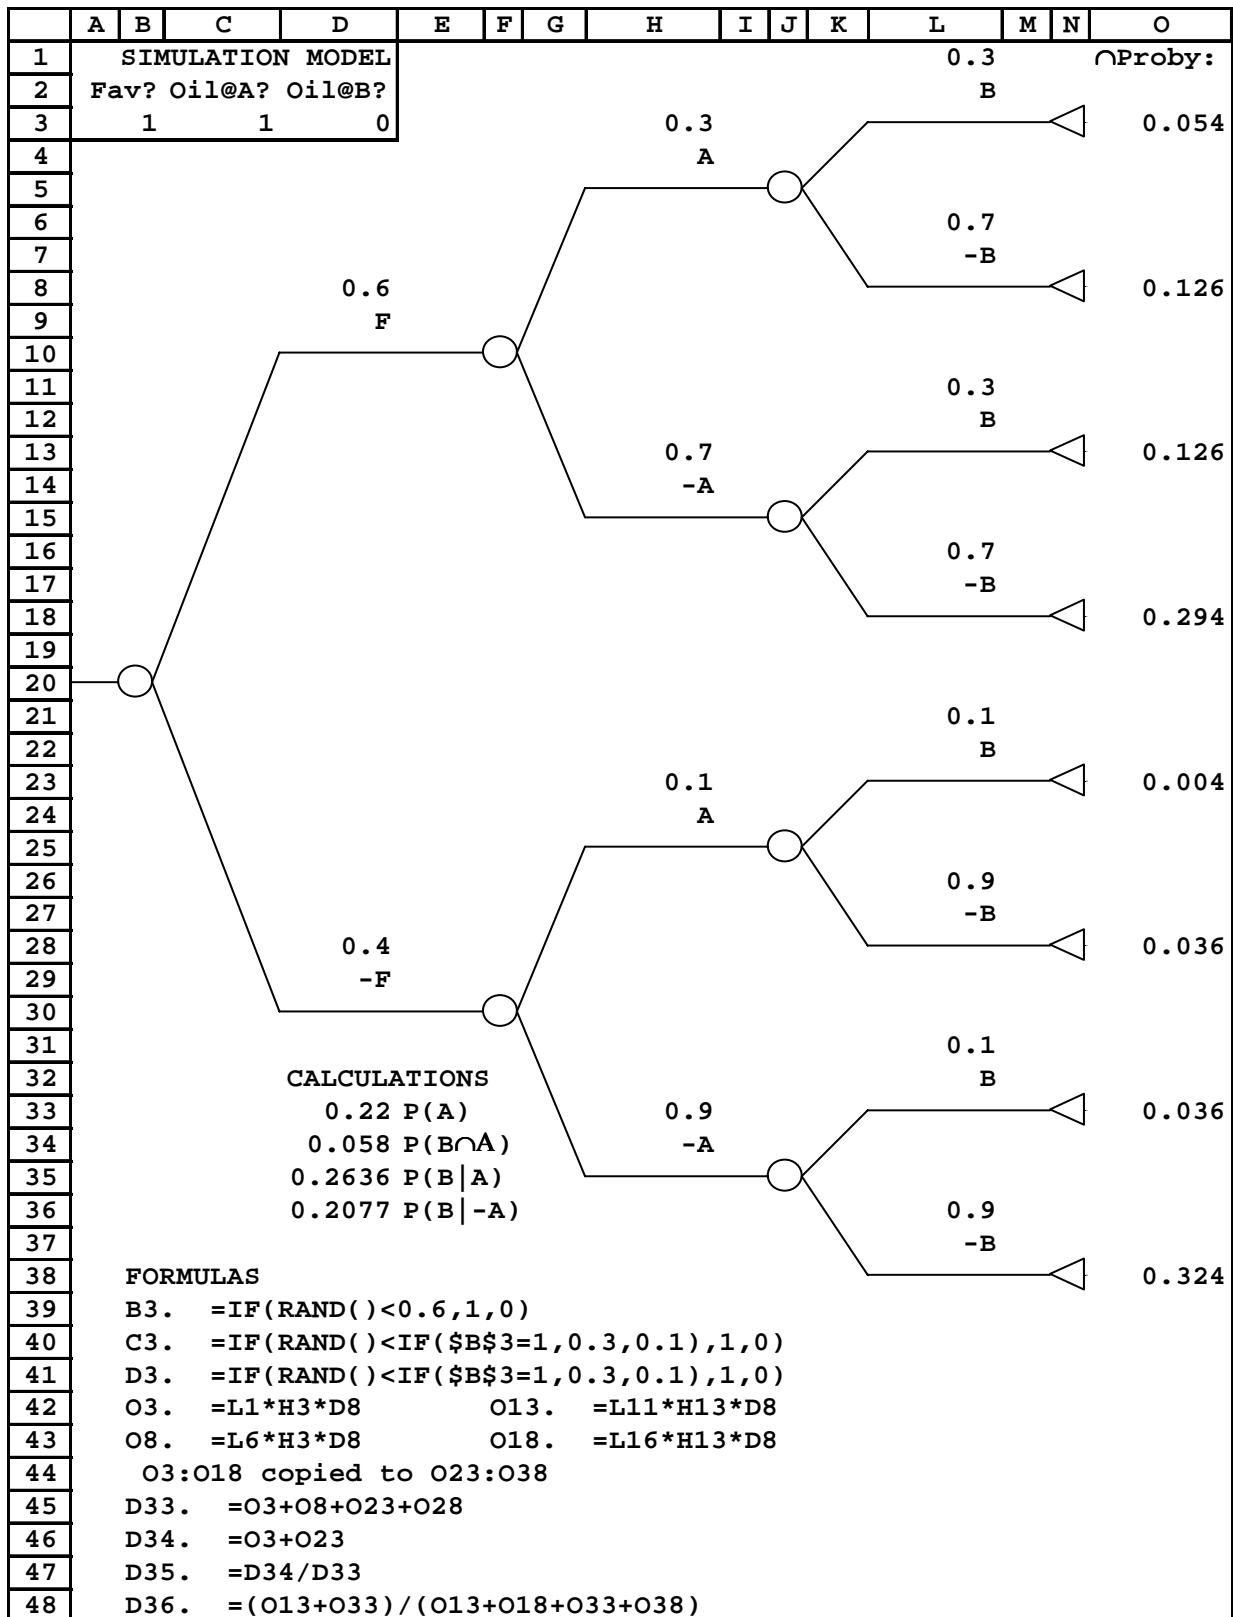 A B C D E F G H I J K L M N O
1 SIMULATION MODEL 0.3 ∩Proby:
2 Fav? Oil@A? Oil@B? B
3 1 1 0 0.3 0.054
4 A
5
6 0.7
7 -B
8 0.6 0.126
9 F
10
11 0.3
12 B
13 0.7 0.126
14 -A
15
16 0.7
17 -B
18 0.294
19
20
21 0.1
22 B
23 0.1 0.004
24 A
25
26 0.9
27 -B
28 0.4 0.036
29 -F
30
31 0.1
32 CALCULATIONS B
33 0.22 P(A) 0.9 0.036
34 0.058 P(B∩A) -A
35 0.2636 P(B|A)
36 0.2077 P(B|-A) 0.9
37 -B
38 FORMULAS 0.324
39 B3. =IF(RAND()<0.6,1,0)
40 C3. =IF(RAND()<IF($B$3=1,0.3,0.1),1,0)
41 D3. =IF(RAND()<IF($B$3=1,0.3,0.1),1,0)
42 O3. =L1*H3*D8 O13. =L11*H13*D8
43 O8. =L6*H3*D8 O18. =L16*H13*D8
44 O3:O18 copied to O23:O38
45 D33. =O3+O8+O23+O28
46 D34. =O3+O23
47 D35. =D34/D33
48 D36. =(O13+O33)/(O13+O18+O33+O38)